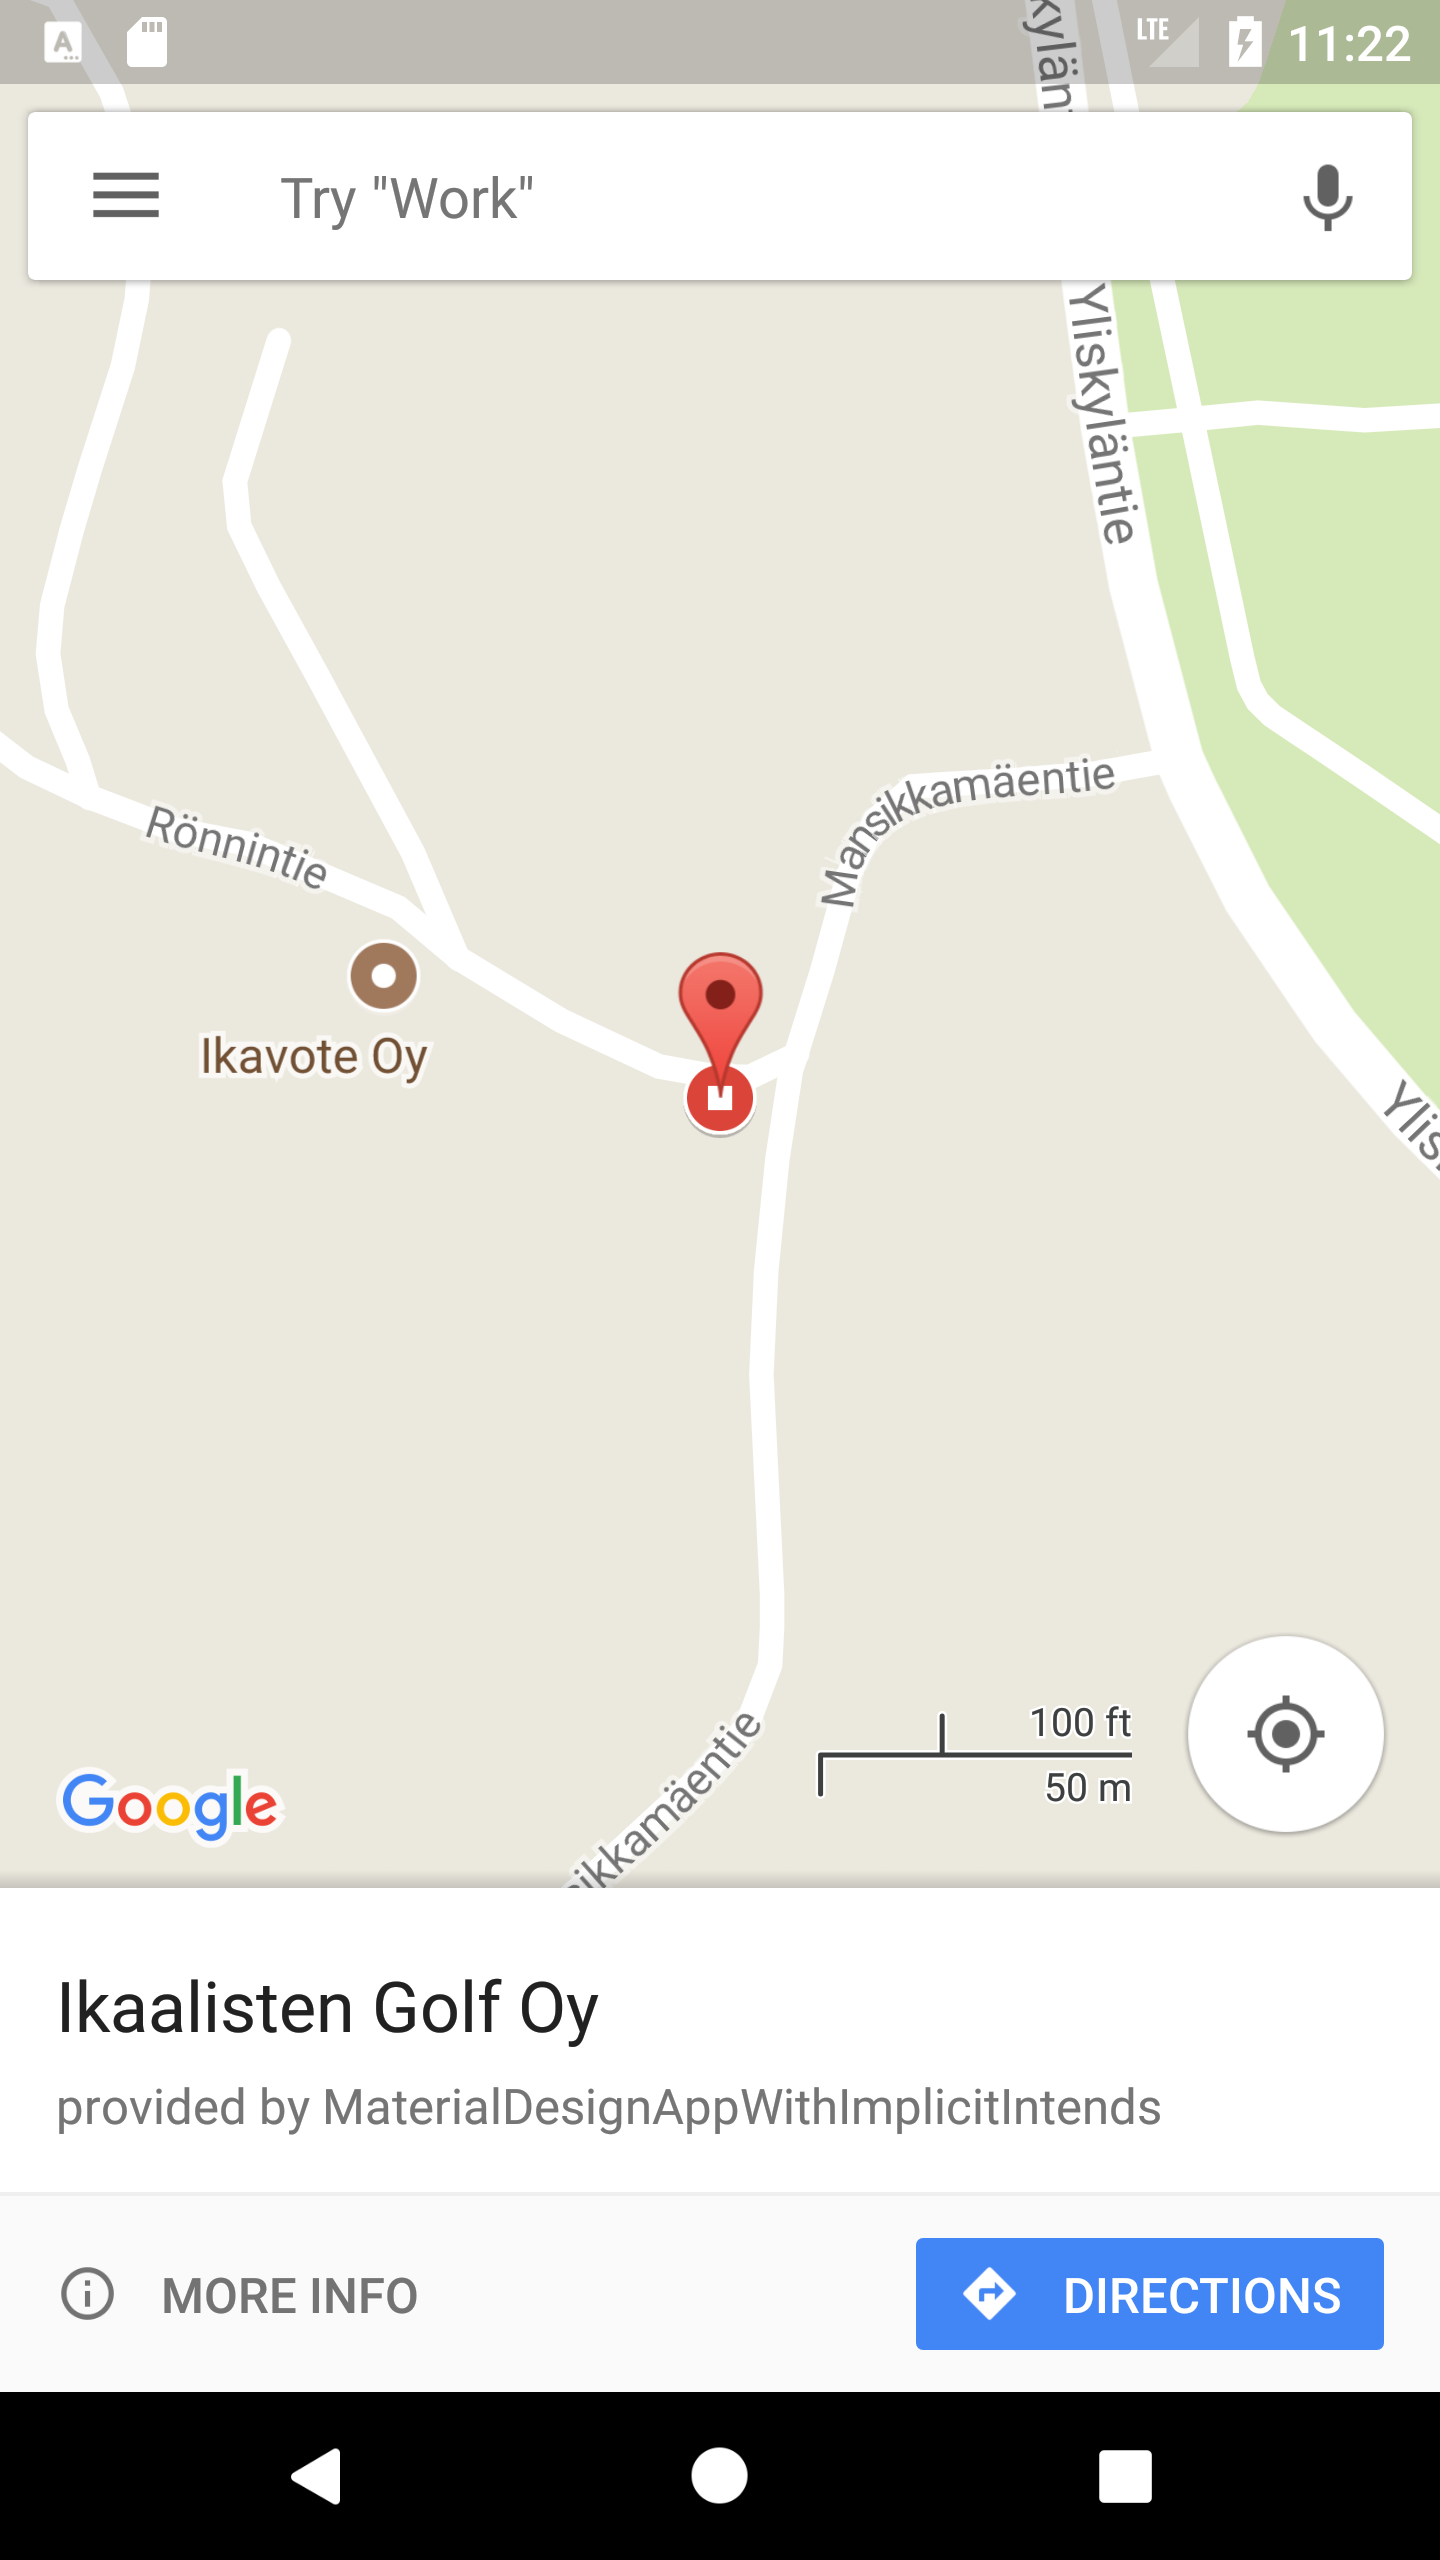 LTE 11:22
Try "Work"
Yliskyläntie
Rönnintie
Mansikkamäentie
Ikavote Oy
100 ft
50 m
Google
Ikaalisten Golf Oy
provided by MaterialDesignAppWithImplicitIntends
MORE INFO
DIRECTIONS